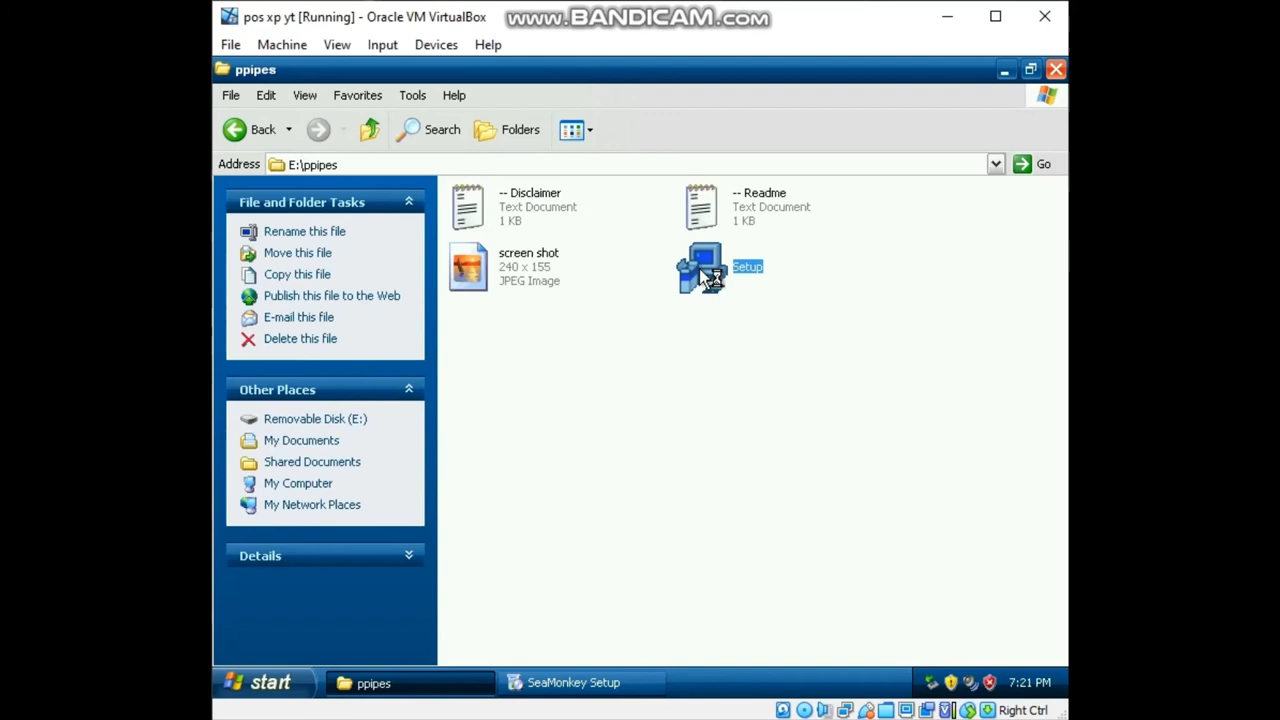 pos xp yt [Running] - Oracle VM VirtualBox
www.BANDICAM.com
File Machine View Input Devices Help
ppipes
File Edit View Favorites Tools Help
Back Search Folders
Address E:\ppipes Go
File and Folder Tasks
Rename this file
Move this file
Copy this file
Publish this file to the Web
E-mail this file
Delete this file
Other Places
Removable Disk (E:)
My Documents
Shared Documents
My Computer
My Network Places
Details
-- Disclaimer
Text Document
1 KB
-- Readme
Text Document
1 KB
screen shot
240 x 155
JPEG Image
Setup
start ppipes SeaMonkey Setup 7:21 PM
Right Ctrl